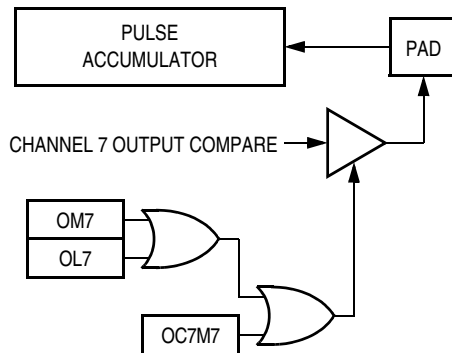 PULSE
ACCUMULATOR
PAD
CHANNEL 7 OUTPUT COMPARE
OM7
OL7
OC7M7